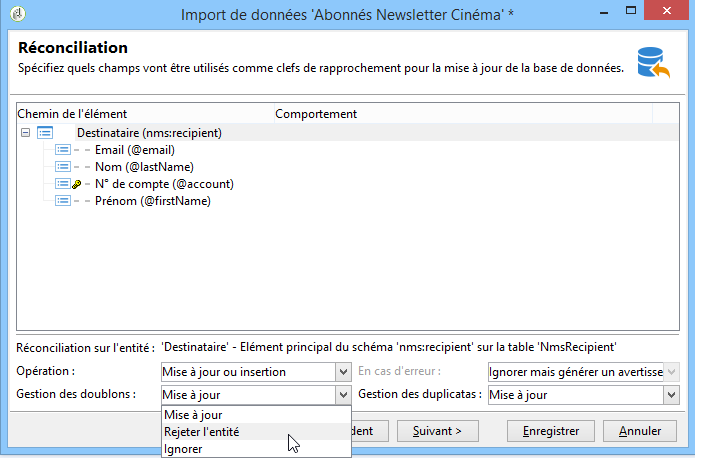 Import de données 'Abonnés Newsletter Cinéma' *
Réconciliation
Spécifiez quels champs vont être utilisés comme clefs de rapprochement pour la mise à jour de la base de données.
Chemin de l'élément Comportement
Destinataire (nms:recipient)
Email (@email)
Nom (@lastName)
N° de compte (@account)
Prénom (@firstName)
Réconciliation sur l'entité : 'Destinataire' - Elément principal du schéma 'nms:recipient' sur la table 'NmsRecipient'
Opération : Mise à jour ou insertion En cas d'erreur : Ignorer mais générer un avertisse
Gestion des doublons : Mise à jour Gestion des duplicatas : Mise à jour
Mise à jour
Rejeter l'entité
Ignorer
dent Suivant > Enregistrer Annuler